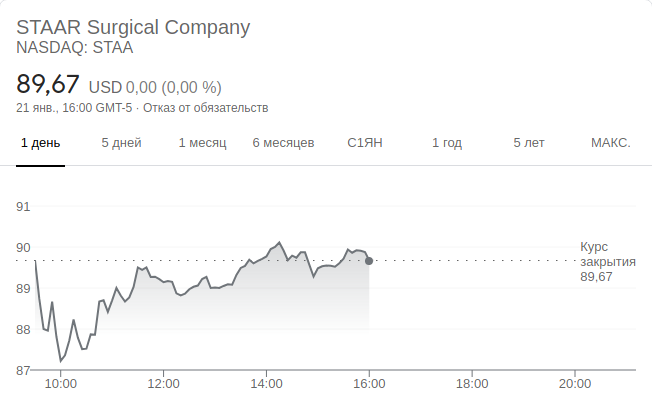 STAAR Surgical Company
NASDAQ: STAA
89,67 USD 0,00 (0,00 %)
21 янв., 16:00 GMT-5 · Отказ от обязательств
1 день 5 дней 1 месяц 6 месяцев С1ЯН 1 год 5 лет МАКС.
91
90
89
88
87
Курс
закрытия
89,67
10:00 12:00 14:00 16:00 18:00 20:00